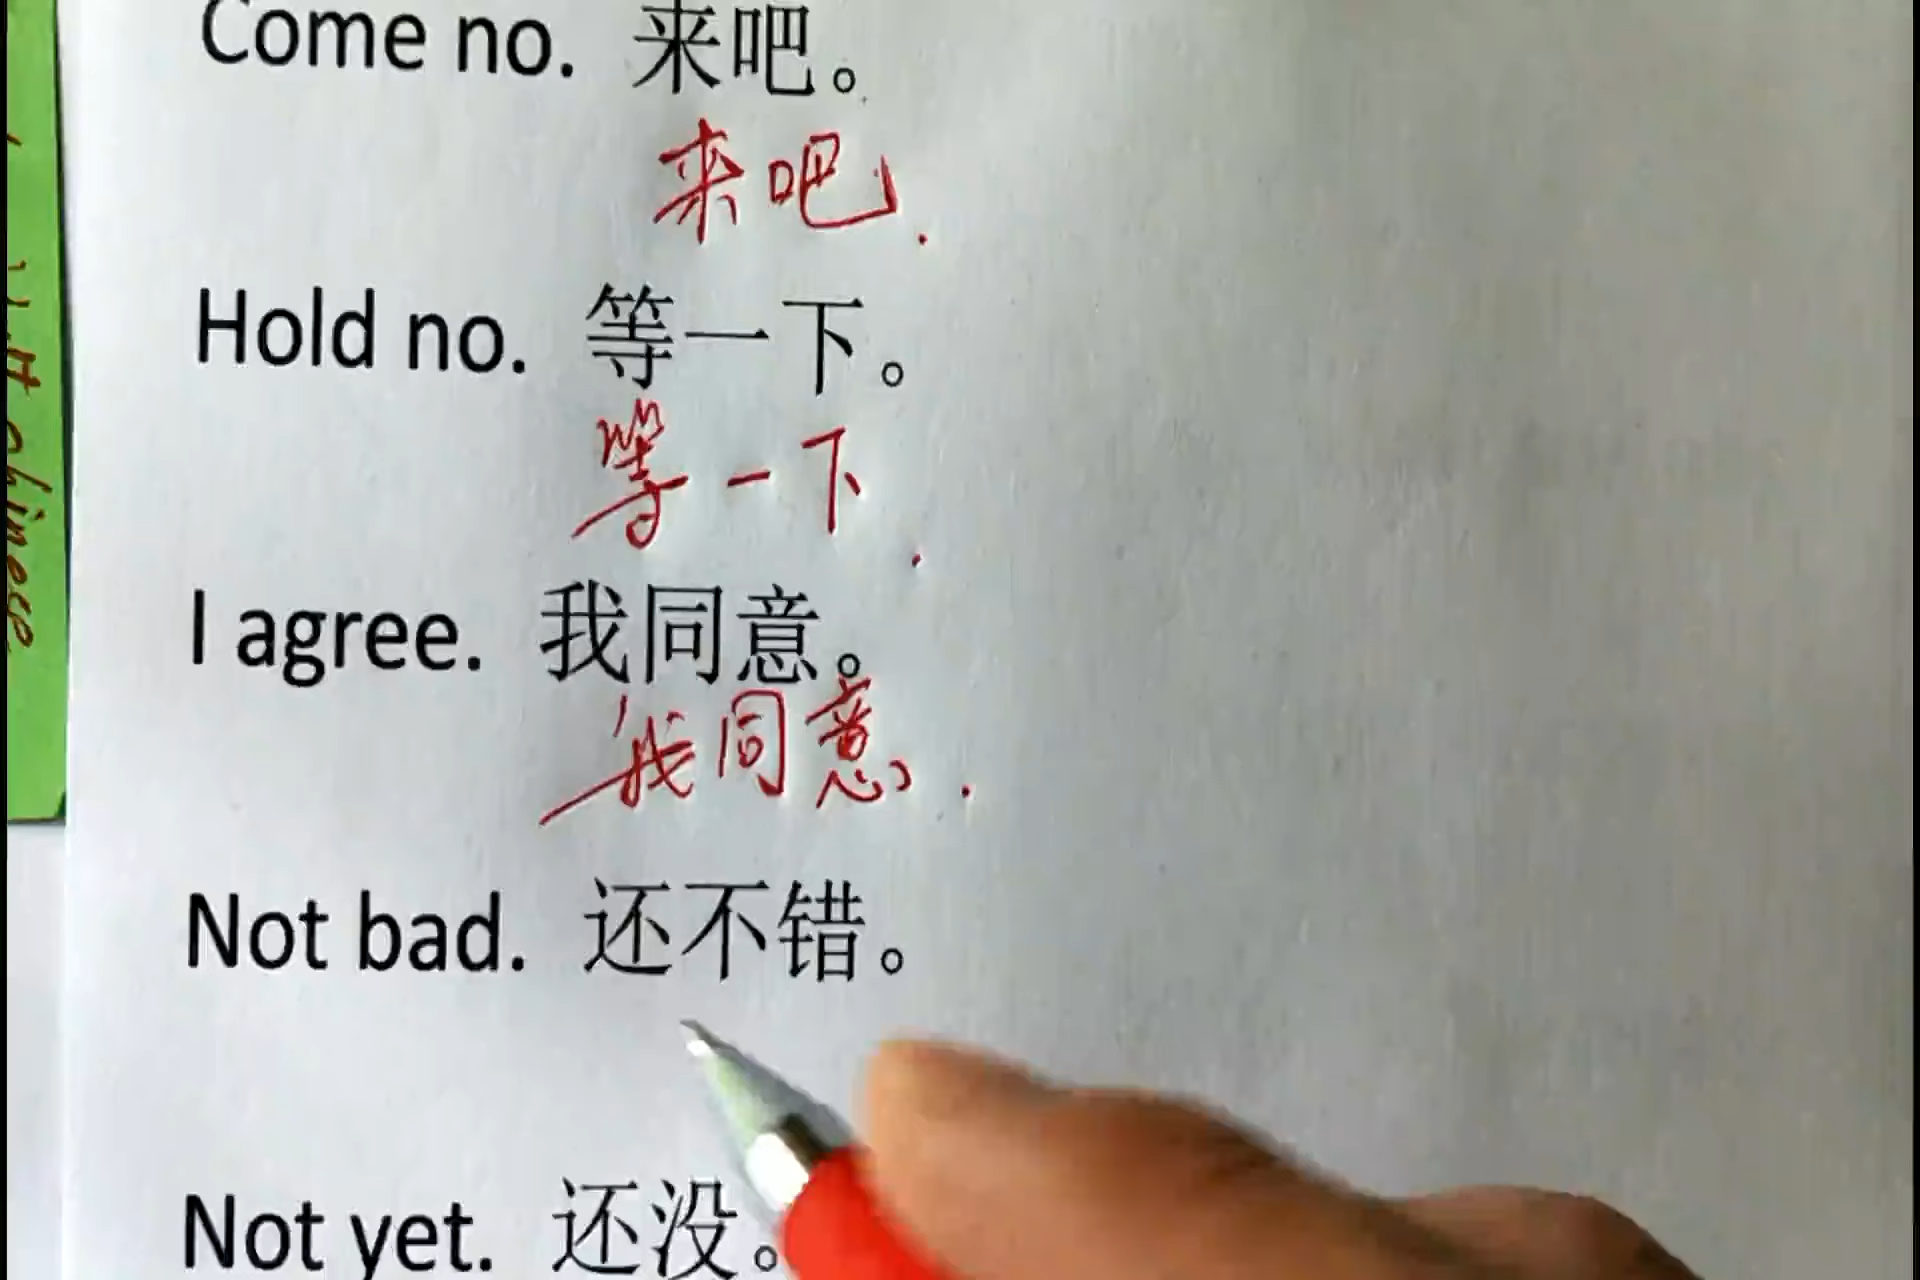 Come no. 来吧。
来吧.
Hold no. 等一下。
等一下.
I agree. 我同意。
我同意.
Not bad. 还不错。
Not yet. 还没。
chinese